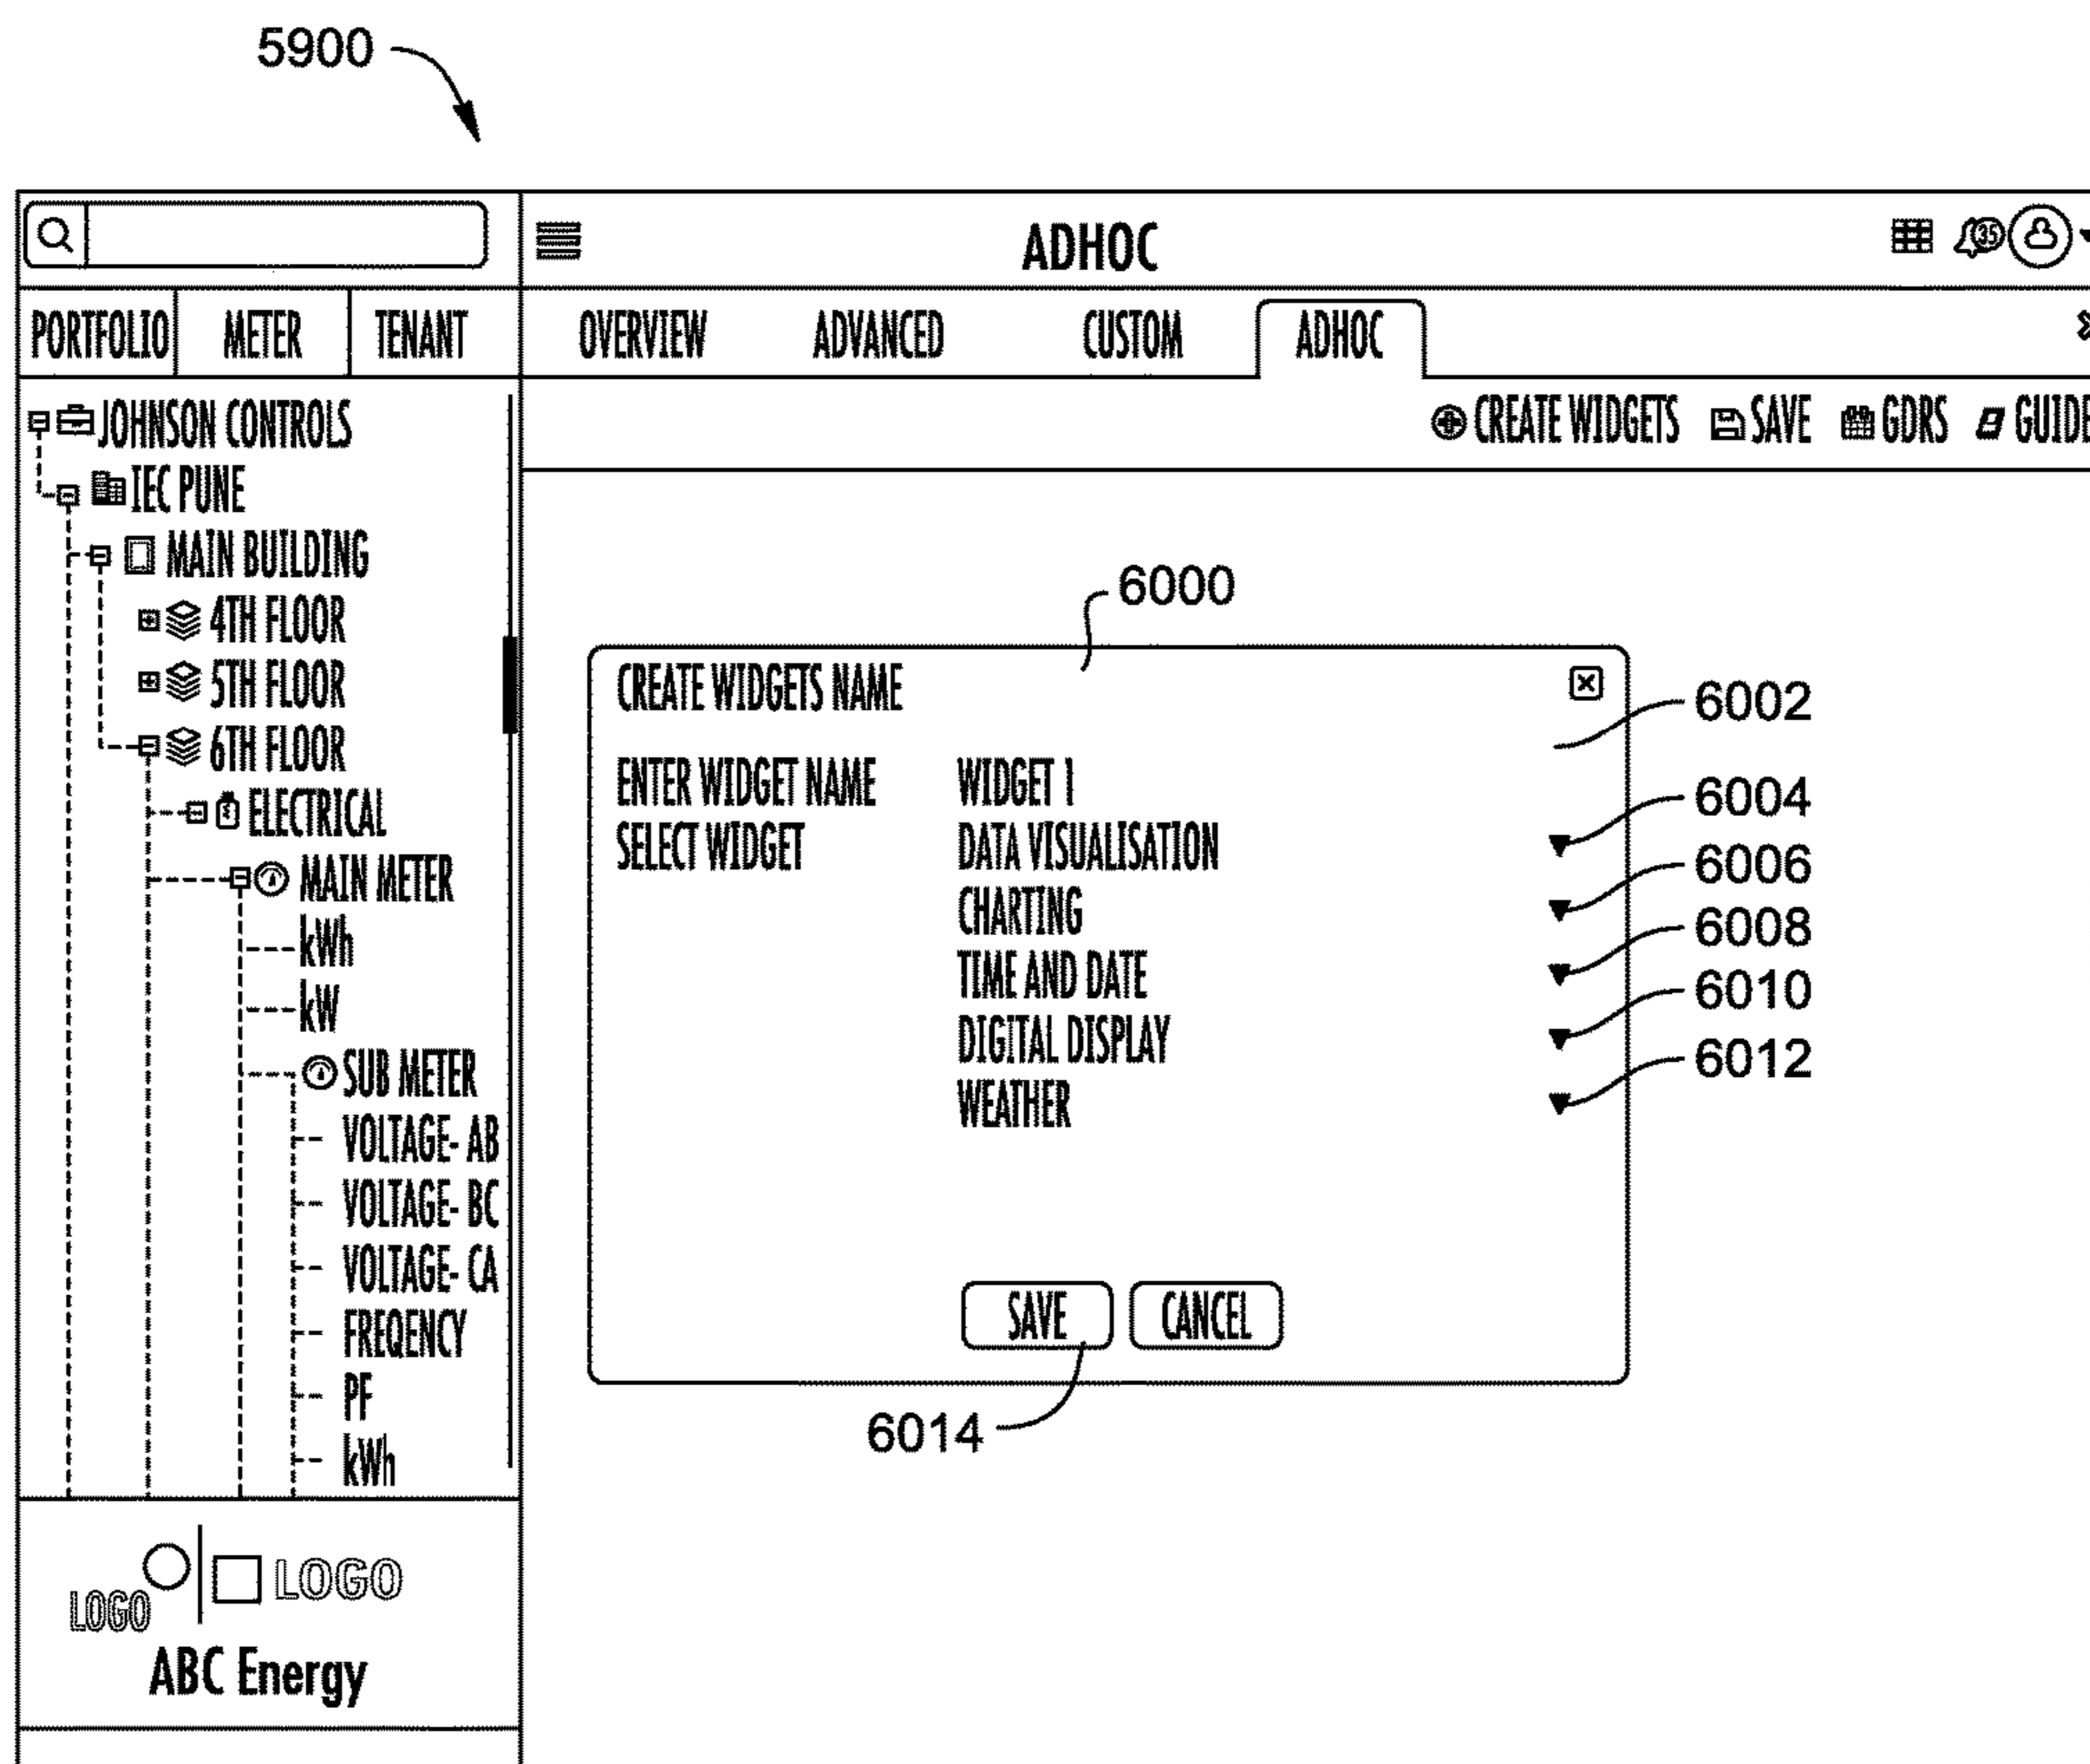 5900
ADHOC
35
PORTFOLIO METER TENANT
OVERVIEW ADVANCED CUSTOM ADHOC
CREATE WIDGETS SAVE GDRS GUIDE
JOHNSON CONTROLS
IEC PUNE
MAIN BUILDING
4TH FLOOR
5TH FLOOR
6TH FLOOR
ELECTRICAL
MAIN METER
kWh
kW
SUB METER
VOLTAGE- AB
VOLTAGE- BC
VOLTAGE- CA
FREQENCY
PF
kWh
LOGO
LOGO
ABC Energy
6000
CREATE WIDGETS NAME
6002
ENTER WIDGET NAME WIDGET 1
6004
SELECT WIDGET DATA VISUALISATION
6006
CHARTING
6008
TIME AND DATE
6010
DIGITAL DISPLAY
6012
WEATHER
SAVE CANCEL
6014